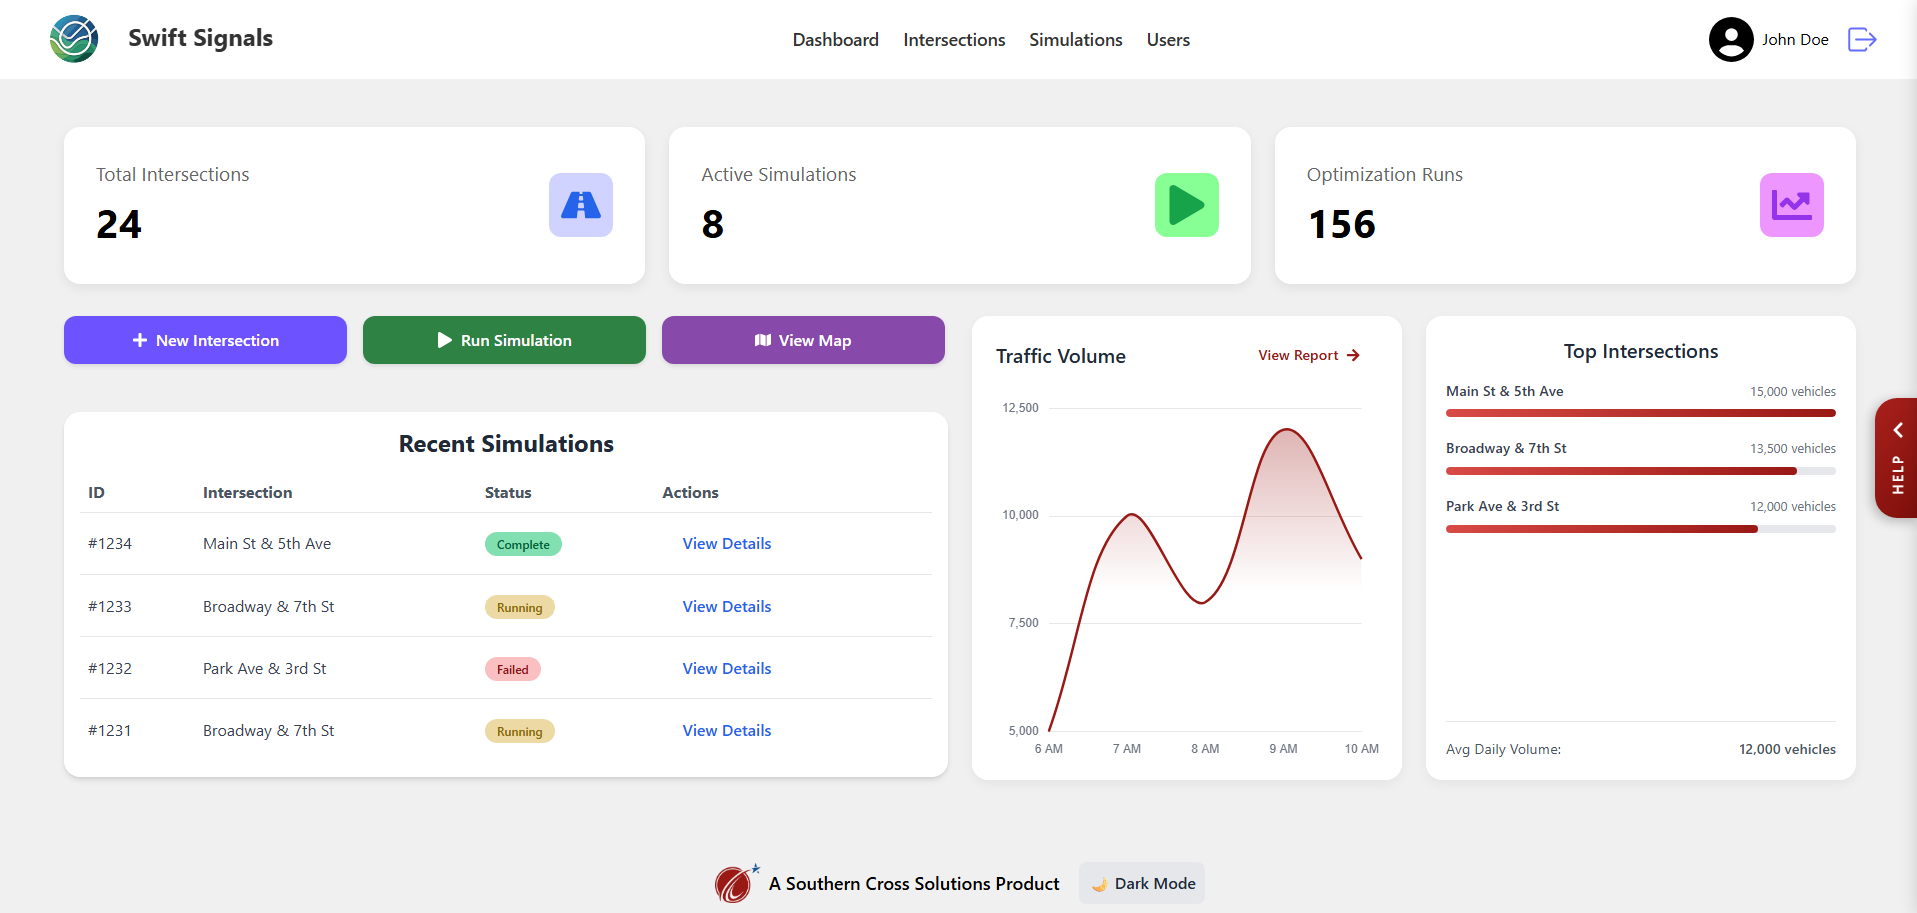 Swift Signals
Dashboard Intersections Simulations Users
John Doe
Total Intersections
24
Active Simulations
8
Optimization Runs
156
New Intersection
Run Simulation
View Map
Recent Simulations
ID Intersection Status Actions
#1234 Main St & 5th Ave Complete View Details
#1233 Broadway & 7th St Running View Details
#1232 Park Ave & 3rd St Failed View Details
#1231 Broadway & 7th St Running View Details
Traffic Volume
View Report
12,500
10,000
7,500
5,000
6 AM 7 AM 8 AM 9 AM 10 AM
Top Intersections
Main St & 5th Ave 15,000 vehicles
Broadway & 7th St 13,500 vehicles
Park Ave & 3rd St 12,000 vehicles
Avg Daily Volume: 12,000 vehicles
HELP
A Southern Cross Solutions Product
Dark Mode